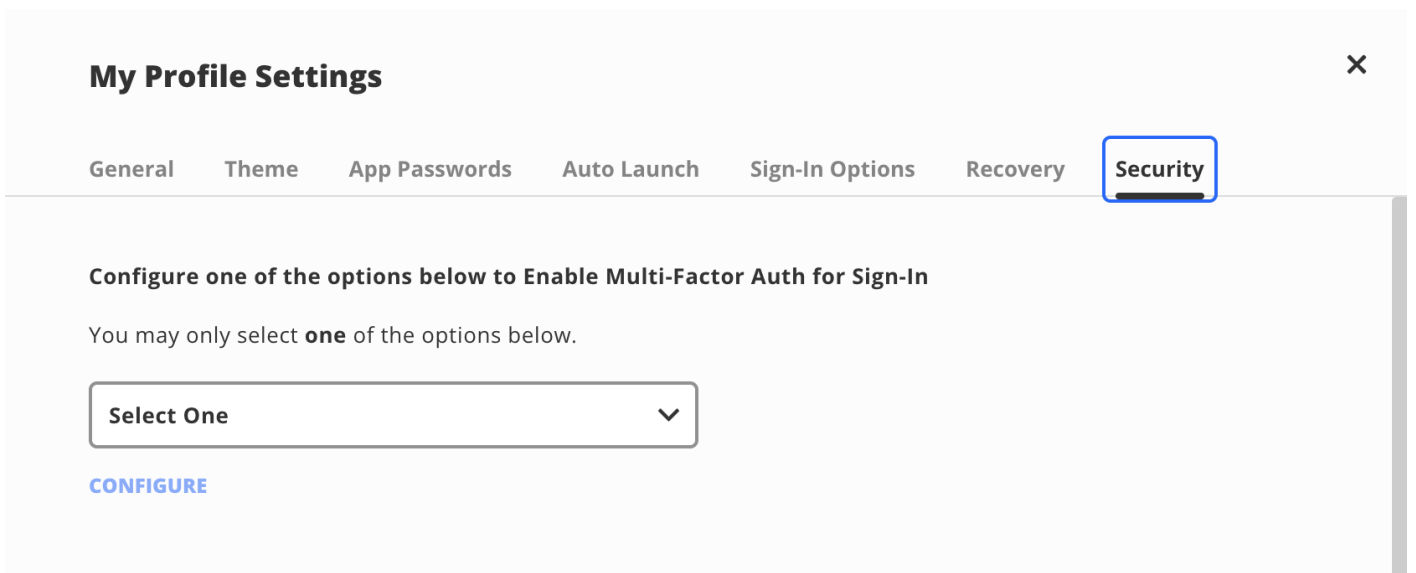 My Profile Settings
General Theme App Passwords Auto Launch Sign-In Options Recovery Security
Configure one of the options below to Enable Multi-Factor Auth for Sign-In
You may only select one of the options below.
Select One
CONFIGURE